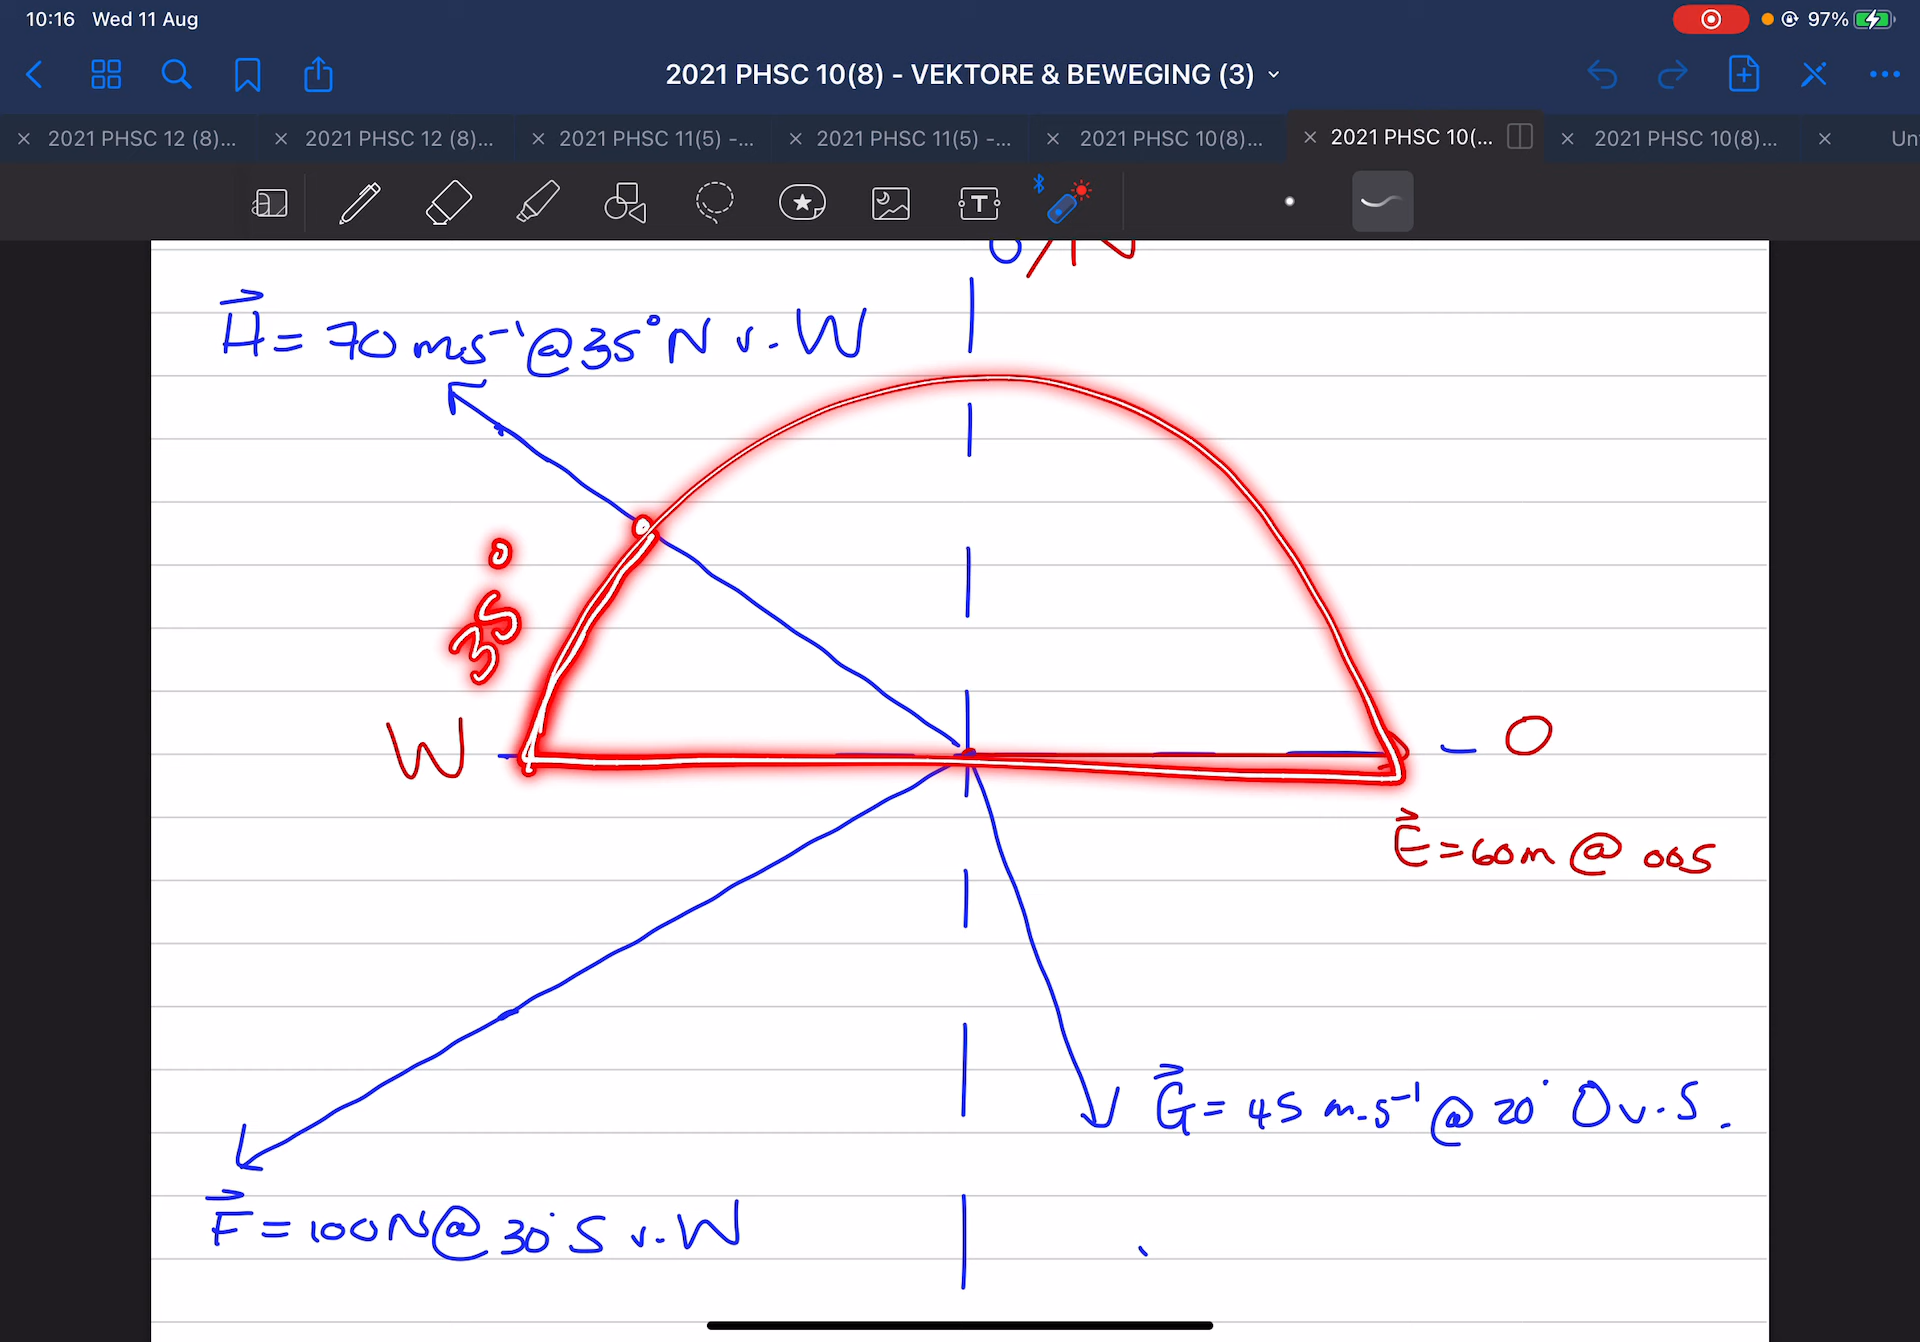 10:16 Wed 11 Aug
97%
2021 PHSC 10(8) - VEKTORE & BEWEGING (3)
2021 PHSC 12 (8)... 2021 PHSC 12 (8)... 2021 PHSC 11(5) -... 2021 PHSC 11(5) -... 2021 PHSC 10(8)... 2021 PHSC 10(... 2021 PHSC 10(8)... Un
T
H = 70 m.s⁻¹ @ 35° N v. W
35°
W
O
E = 60m @ 005
G = 45 m.s⁻¹ @ 20° O v. S.
F = 100N @ 30° S v. W